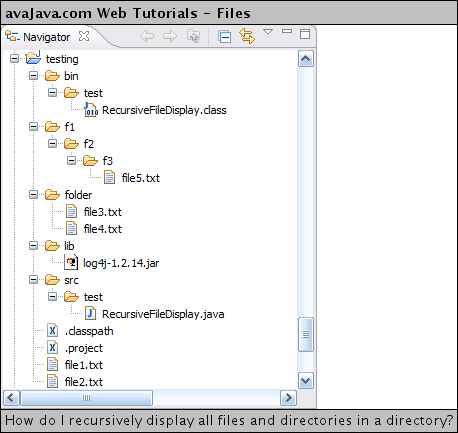 avaJava.com Web Tutorials - Files
Navigator
testing
bin
test
RecursiveFileDisplay.class
f1
f2
f3
file5.txt
folder
file3.txt
file4.txt
lib
log4j-1.2.14.jar
src
test
RecursiveFileDisplay.java
.classpath
.project
file1.txt
file2.txt
How do I recursively display all files and directories in a directory?